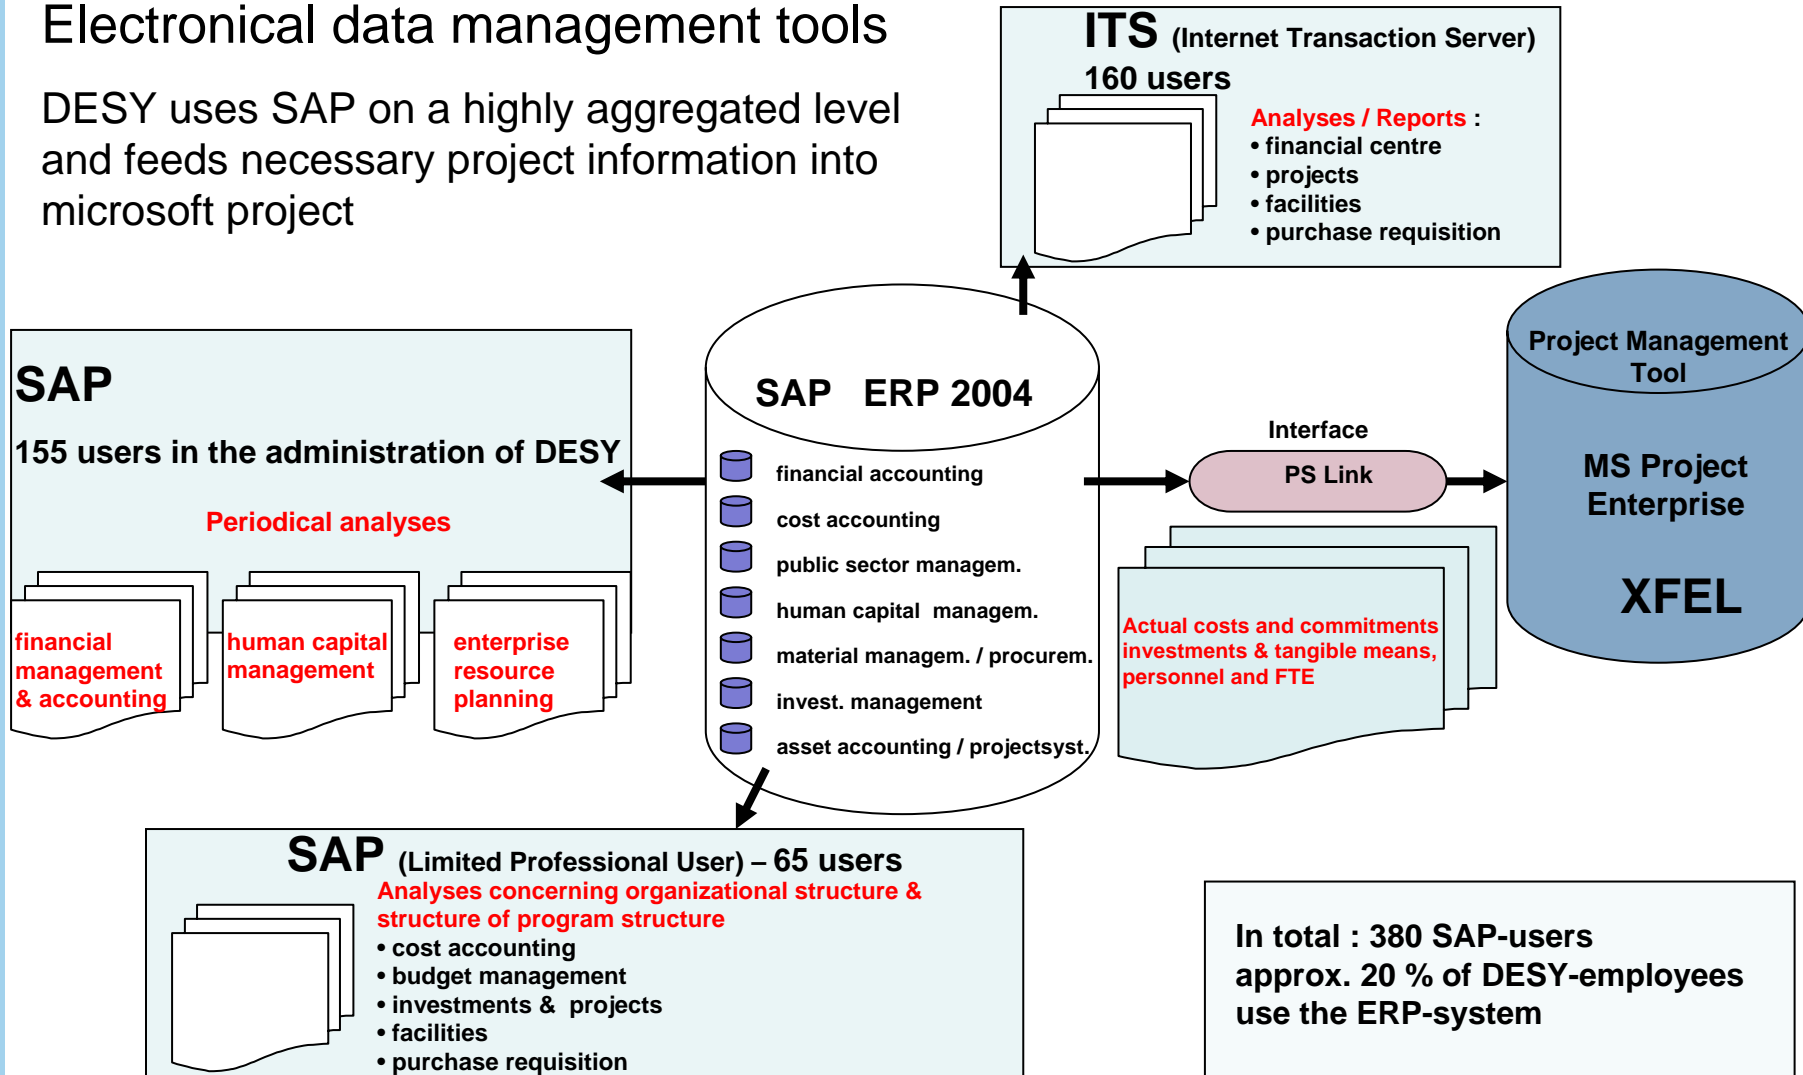 Electronical data management tools
DESY uses SAP on a highly aggregated level
and feeds necessary project information into
microsoft project
ITS (Internet Transaction Server)
160 users
Analyses / Reports :
• financial centre
• projects
• facilities
• purchase requisition
SAP
155 users in the administration of DESY
Periodical analyses
financial
management
& accounting
human capital
management
enterprise
resource
planning
SAP ERP 2004
financial accounting
cost accounting
public sector managem.
human capital managem.
material managem. / procurem.
invest. management
asset accounting / projectsyst.
Interface
PS Link
Actual costs and commitments
investments & tangible means,
personnel and FTE
Project Management
Tool
MS Project
Enterprise
XFEL
SAP (Limited Professional User) – 65 users
Analyses concerning organizational structure &
structure of program structure
• cost accounting
• budget management
• investments & projects
• facilities
• purchase requisition
In total : 380 SAP-users
approx. 20 % of DESY-employees
use the ERP-system